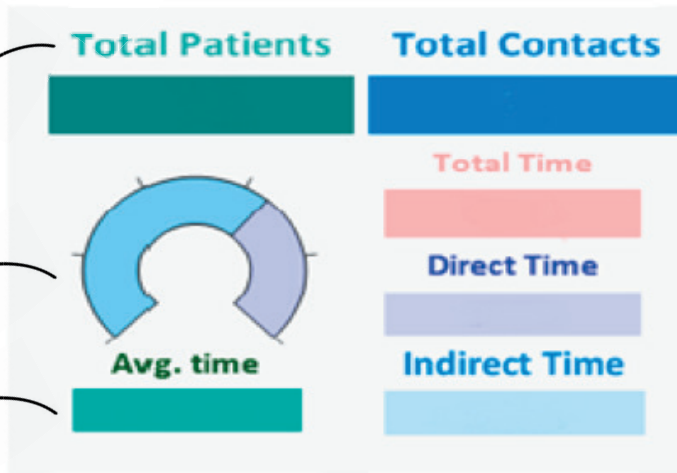 Total Patients
Total Contacts
Total Time
Direct Time
Avg. time
Indirect Time